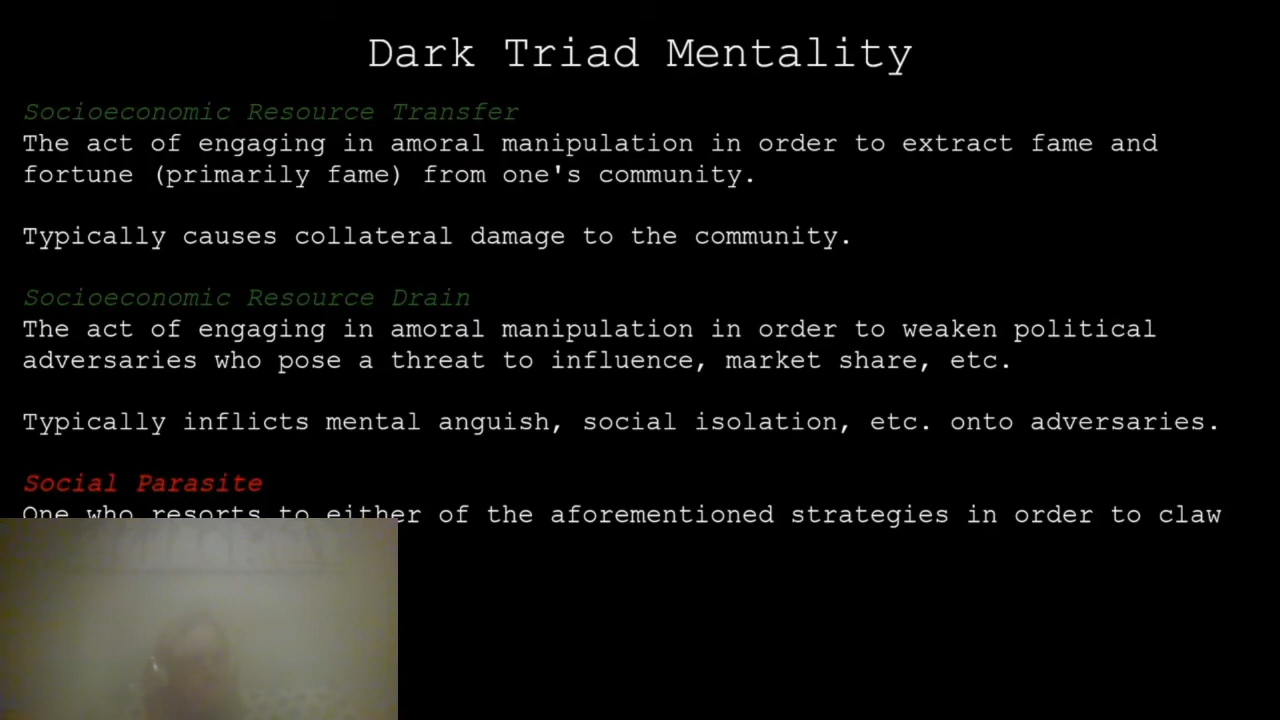 Dark Triad Mentality
Socioeconomic Resource Transfer
The act of engaging in amoral manipulation in order to extract fame and
fortune (primarily fame) from one's community.
Typically causes collateral damage to the community.
Socioeconomic Resource Drain
The act of engaging in amoral manipulation in order to weaken political
adversaries who pose a threat to influence, market share, etc.
Typically inflicts mental anguish, social isolation, etc. onto adversaries.
Social Parasite
One who resorts to either of the aforementioned strategies in order to claw